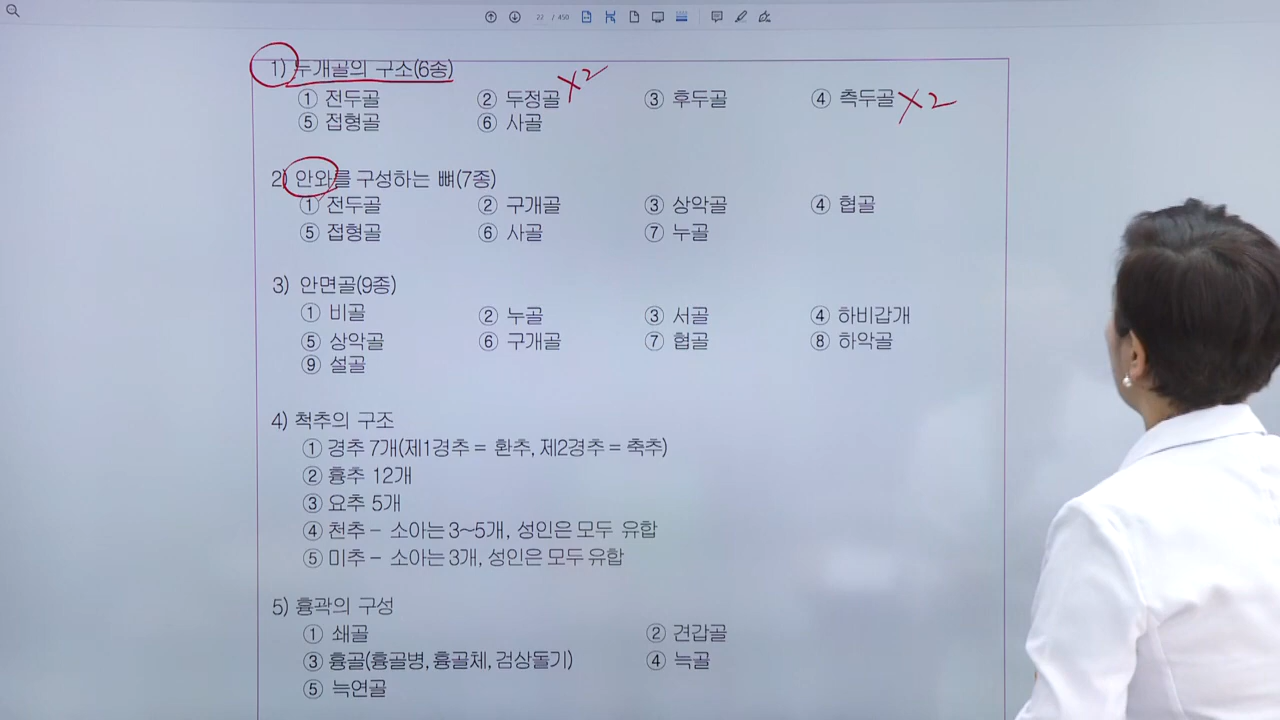 22 / 450
1) 두개골의 구소(6종)
① 전두골 ② 두정골 X2 ③ 후두골 ④ 측두골 X2
⑤ 접형골 ⑥ 사골
2) 안와를 구성하는 뼈(7종)
① 전두골 ② 구개골 ③ 상악골 ④ 협골
⑤ 접형골 ⑥ 사골 ⑦ 누골
3) 안면골(9종)
① 비골 ② 누골 ③ 서골 ④ 하비갑개
⑤ 상악골 ⑥ 구개골 ⑦ 협골 ⑧ 하악골
⑨ 설골
4) 척추의 구조
① 경추 7개(제1경추 = 환추, 제2경추 = 축추)
② 흉추 12개
③ 요추 5개
④ 천추 - 소아는 3~5개, 성인은 모두 유합
⑤ 미추 - 소아는 3개, 성인은 모두 유합
5) 흉곽의 구성
① 쇄골 ② 견갑골
③ 흉골(흉골병, 흉골체, 검상돌기) ④ 늑골
⑤ 늑연골